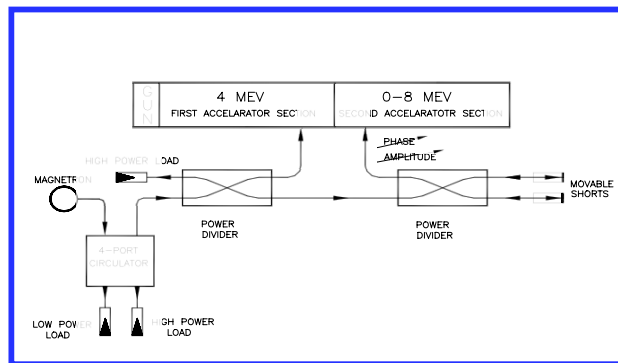 GUN
4 MEV
FIRST ACCELARATOR SECTION
0-8 MEV
SECOND ACCELARATOTR SECTION
PHASE
AMPLITUDE
HIGH POWER LOAD
MAGNETRON
MOVABLE
SHORTS
POWER
DIVIDER
POWER
DIVIDER
4-PORT
CIRCULATOR
LOW POWER
LOAD
HIGH POWER
LOAD